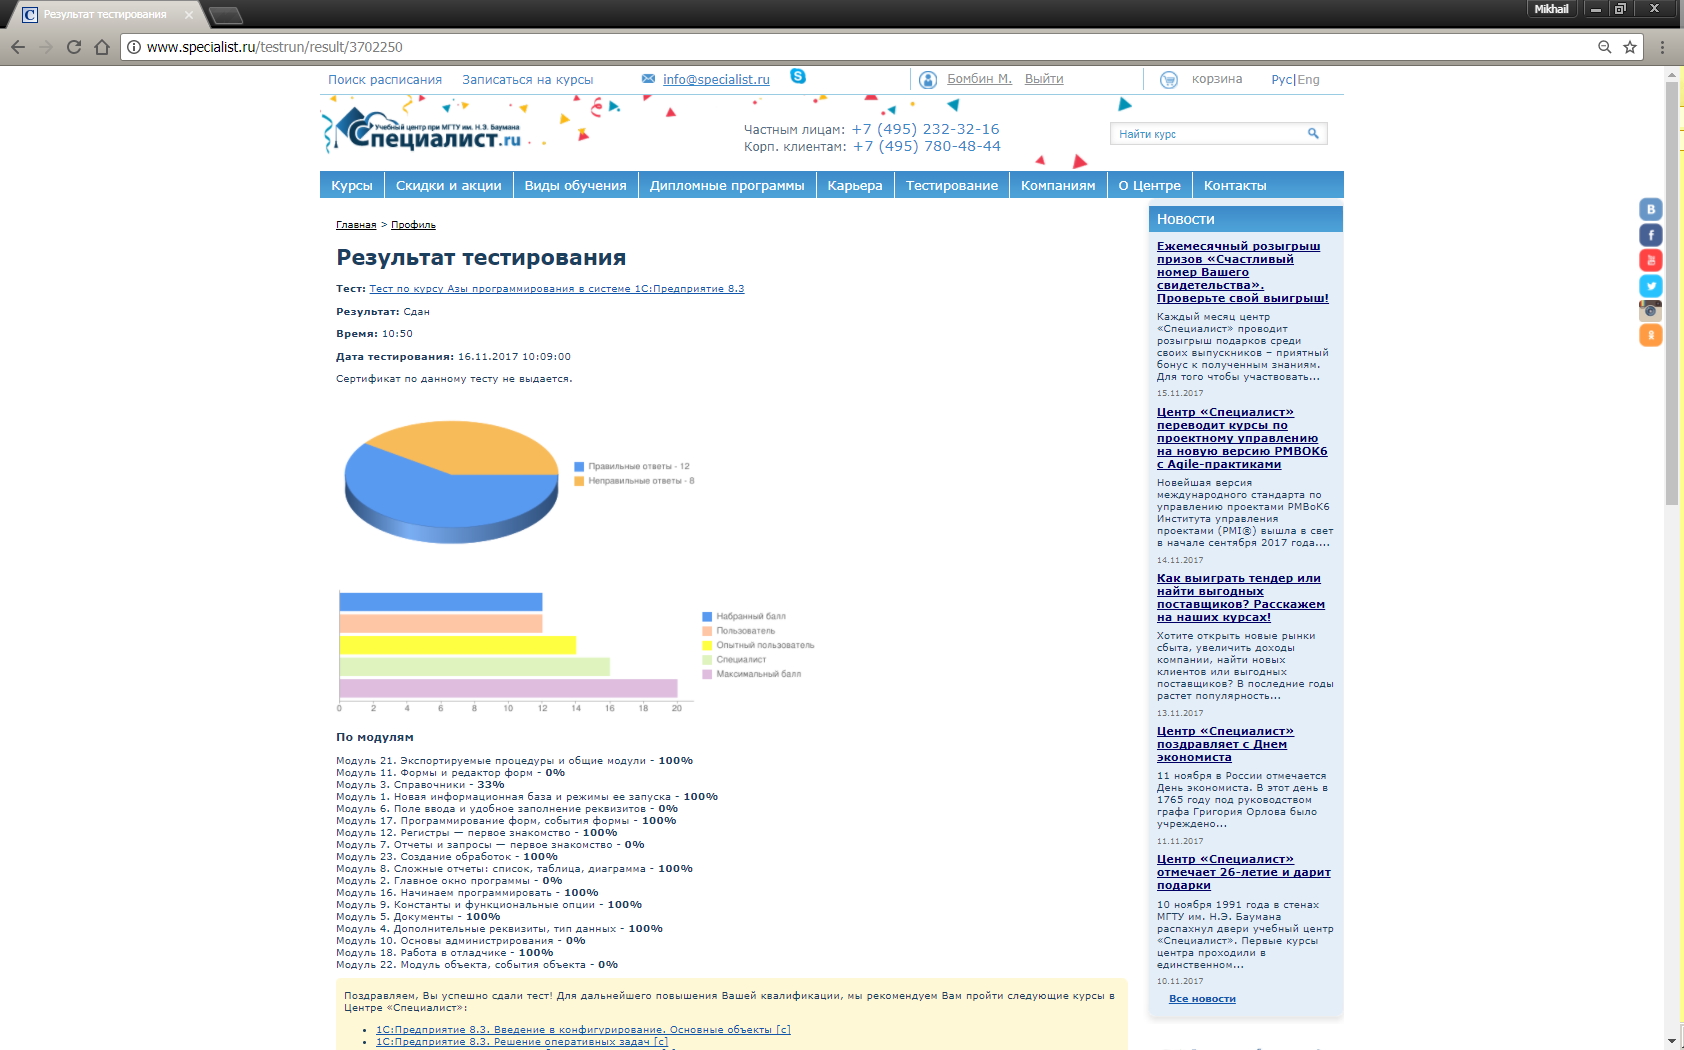 Результат тестирования
Mikhail
www.specialist.ru/testrun/result/3702250
Поиск расписания
Записаться на курсы
info@specialist.ru
Бомбин М.
Выйти
корзина
Рус|Eng
Учебный центр при МГТУ им. Н.Э. Баумана
Специалист.ru
Частным лицам: +7 (495) 232-32-16
Корп. клиентам: +7 (495) 780-48-44
Найти курс
Курсы
Скидки и акции
Виды обучения
Дипломные программы
Карьера
Тестирование
Компаниям
О Центре
Контакты
Главная > Профиль
Результат тестирования
Тест: Тест по курсу Азы программирования в системе 1С:Предприятие 8.3
Результат: Сдан
Время: 10:50
Дата тестирования: 16.11.2017 10:09:00
Сертификат по данному тесту не выдается.
Правильные ответы - 12
Неправильные ответы - 8
Набранный балл
Пользователь
Опытный пользователь
Специалист
Максимальный балл
0 2 4 6 8 10 12 14 16 18 20
По модулям
Модуль 21. Экспортируемые процедуры и общие модули - 100%
Модуль 11. Формы и редактор форм - 0%
Модуль 3. Справочники - 33%
Модуль 1. Новая информационная база и режимы ее запуска - 100%
Модуль 6. Поле ввода и удобное заполнение реквизитов - 0%
Модуль 17. Программирование форм, события формы - 100%
Модуль 12. Регистры — первое знакомство - 100%
Модуль 7. Отчеты и запросы — первое знакомство - 0%
Модуль 23. Создание обработок - 100%
Модуль 8. Сложные отчеты: список, таблица, диаграмма - 100%
Модуль 2. Главное окно программы - 0%
Модуль 16. Начинаем программировать - 100%
Модуль 9. Константы и функциональные опции - 100%
Модуль 5. Документы - 100%
Модуль 4. Дополнительные реквизиты, тип данных - 100%
Модуль 10. Основы администрирования - 0%
Модуль 18. Работа в отладчике - 100%
Модуль 22. Модуль объекта, события объекта - 0%
Поздравляем, Вы успешно сдали тест! Для дальнейшего повышения Вашей квалификации, мы рекомендуем Вам пройти следующие курсы в
Центре «Специалист»:
1С:Предприятие 8.3. Введение в конфигурирование. Основные объекты [c]
1С:Предприятие 8.3. Решение оперативных задач [c]
Новости
Ежемесячный розыгрыш
призов «Счастливый
номер Вашего
свидетельства».
Проверьте свой выигрыш!
Каждый месяц центр
«Специалист» проводит
розыгрыш подарков среди
своих выпускников – приятный
бонус к полученным знаниям.
Для того чтобы участвовать...
15.11.2017
Центр «Специалист»
переводит курсы по
проектному управлению
на новую версию PMBOK6
с Agile-практиками
Новейшая версия
международного стандарта по
управлению проектами PMBoK6
Института управления
проектами (PMI®) вышла в свет
в начале сентября 2017 года....
14.11.2017
Как выиграть тендер или
найти выгодных
поставщиков? Расскажем
на наших курсах!
Хотите открыть новые рынки
сбыта, увеличить доходы
компании, найти новых
клиентов или выгодных
поставщиков? В последние годы
растет популярность...
13.11.2017
Центр «Специалист»
поздравляет с Днем
экономиста
11 ноября в России отмечается
День экономиста. В этот день в
1765 году под руководством
графа Григория Орлова было
учреждено...
11.11.2017
Центр «Специалист»
отмечает 26-летие и дарит
подарки
10 ноября 1991 года в стенах
МГТУ им. Н.Э. Баумана
распахнул двери учебный центр
«Специалист». Первые курсы
центра проходили в
единственном...
10.11.2017
Все новости